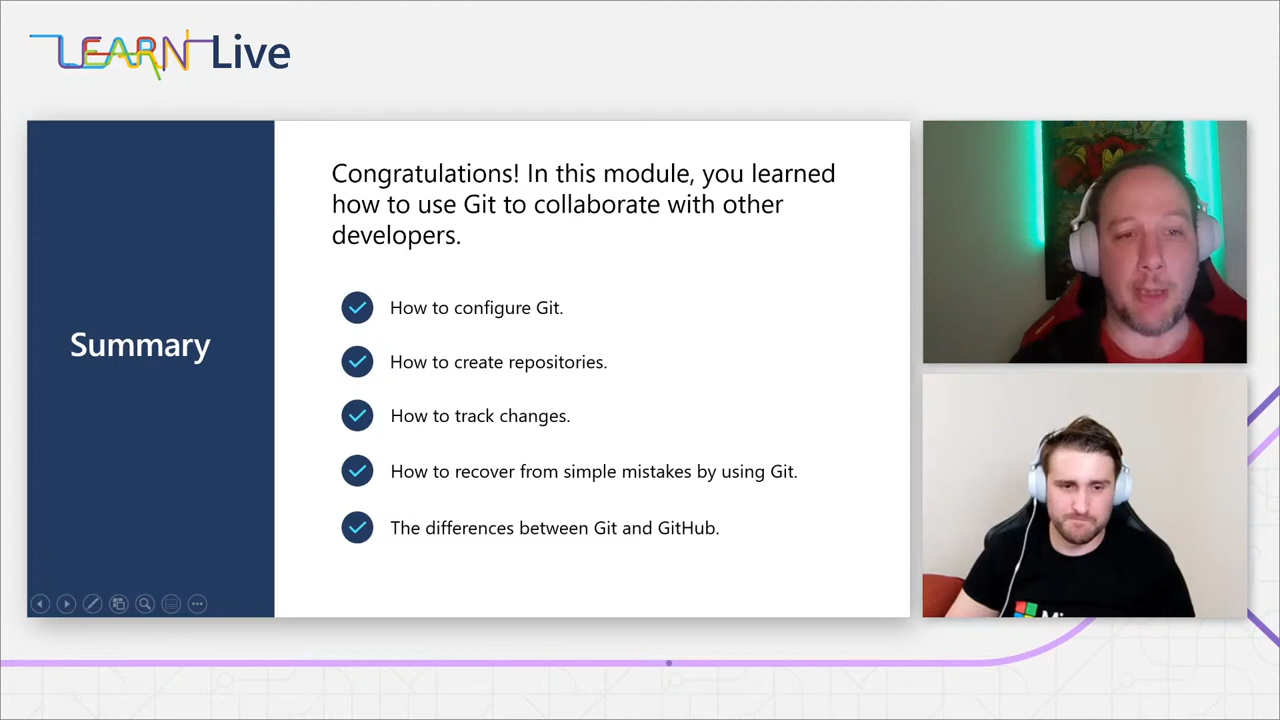 LEARN Live
Congratulations! In this module, you learned
how to use Git to collaborate with other
developers.
Summary
How to configure Git.
How to create repositories.
How to track changes.
How to recover from simple mistakes by using Git.
The differences between Git and GitHub.